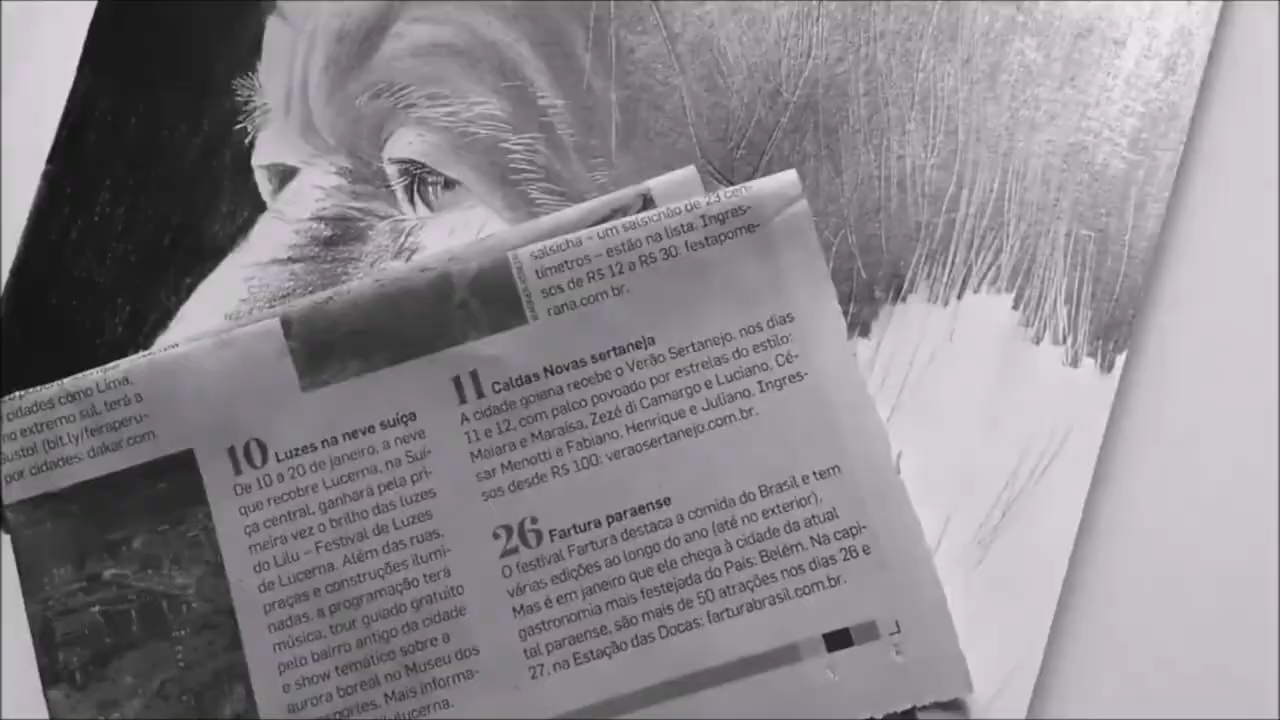 cidades como Lima,
no extremo sul, terá a
(bit.ly/feiraperu-
por cidades: dakar.com
10 Luzes na neve suíça
De 10 a 20 de janeiro, a neve
que recobre Lucerna, na Suí-
ça central, ganhará pela pri-
meira vez o brilho das luzes
do Lilu – Festival de Luzes
de Lucerna. Além das ruas,
praças e construções ilumi-
nadas, a programação terá
música, tour guiado gratuito
pelo bairro antigo da cidade
e show temático sobre a
aurora boreal no Museu dos
Mais informa-
salsicha – um salsichão de 23 cen-
tímetros – estão na lista. Ingres-
sos de R$ 12 a R$ 30: festapome-
rana.com.br.
11 Caldas Novas sertaneja
A cidade goiana recebe o Verão Sertanejo, nos dias
11 e 12, com palco povoado por estrelas do estilo:
Maiara e Maraisa, Zezé di Camargo e Luciano, Cé-
sar Menotti e Fabiano, Henrique e Juliano. Ingres-
sos desde R$ 100: veraosertanejo.com.br.
26 Fartura paraense
O festival Fartura destaca a comida do Brasil e tem
várias edições ao longo do ano (até no exterior).
Mas é em janeiro que ele chega à cidade da atual
gastronomia mais festejada do País: Belém. Na capi-
tal paraense, são mais de 50 atrações nos dias 26 e
27, na Estação das Docas: farturabrasil.com.br.